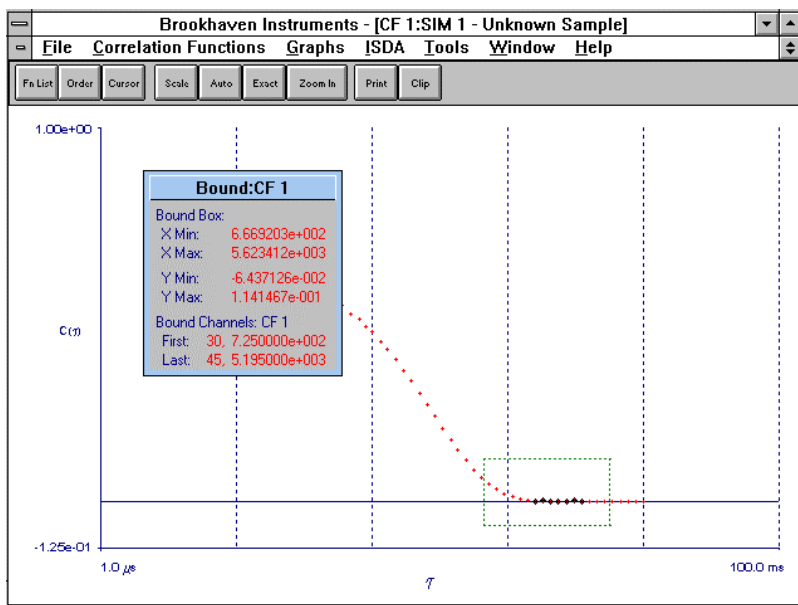 Brookhaven Instruments - [CF 1:SIM 1 - Unknown Sample]
File Correlation Functions Graphs ISDA Tools Window Help
Fn List Order Cursor Scale Auto Exact Zoom In Print Clip
1.00e+00
Bound:CF 1
Bound Box:
X Min: 6.669203e+002
X Max: 5.623412e+003
Y Min: -6.437126e-002
Y Max: 1.141467e-001
Bound Channels: CF 1
First: 30, 7.250000e+002
Last: 45, 5.195000e+003
C(τ)
-1.25e-01
1.0 µs
100.0 ms
τ